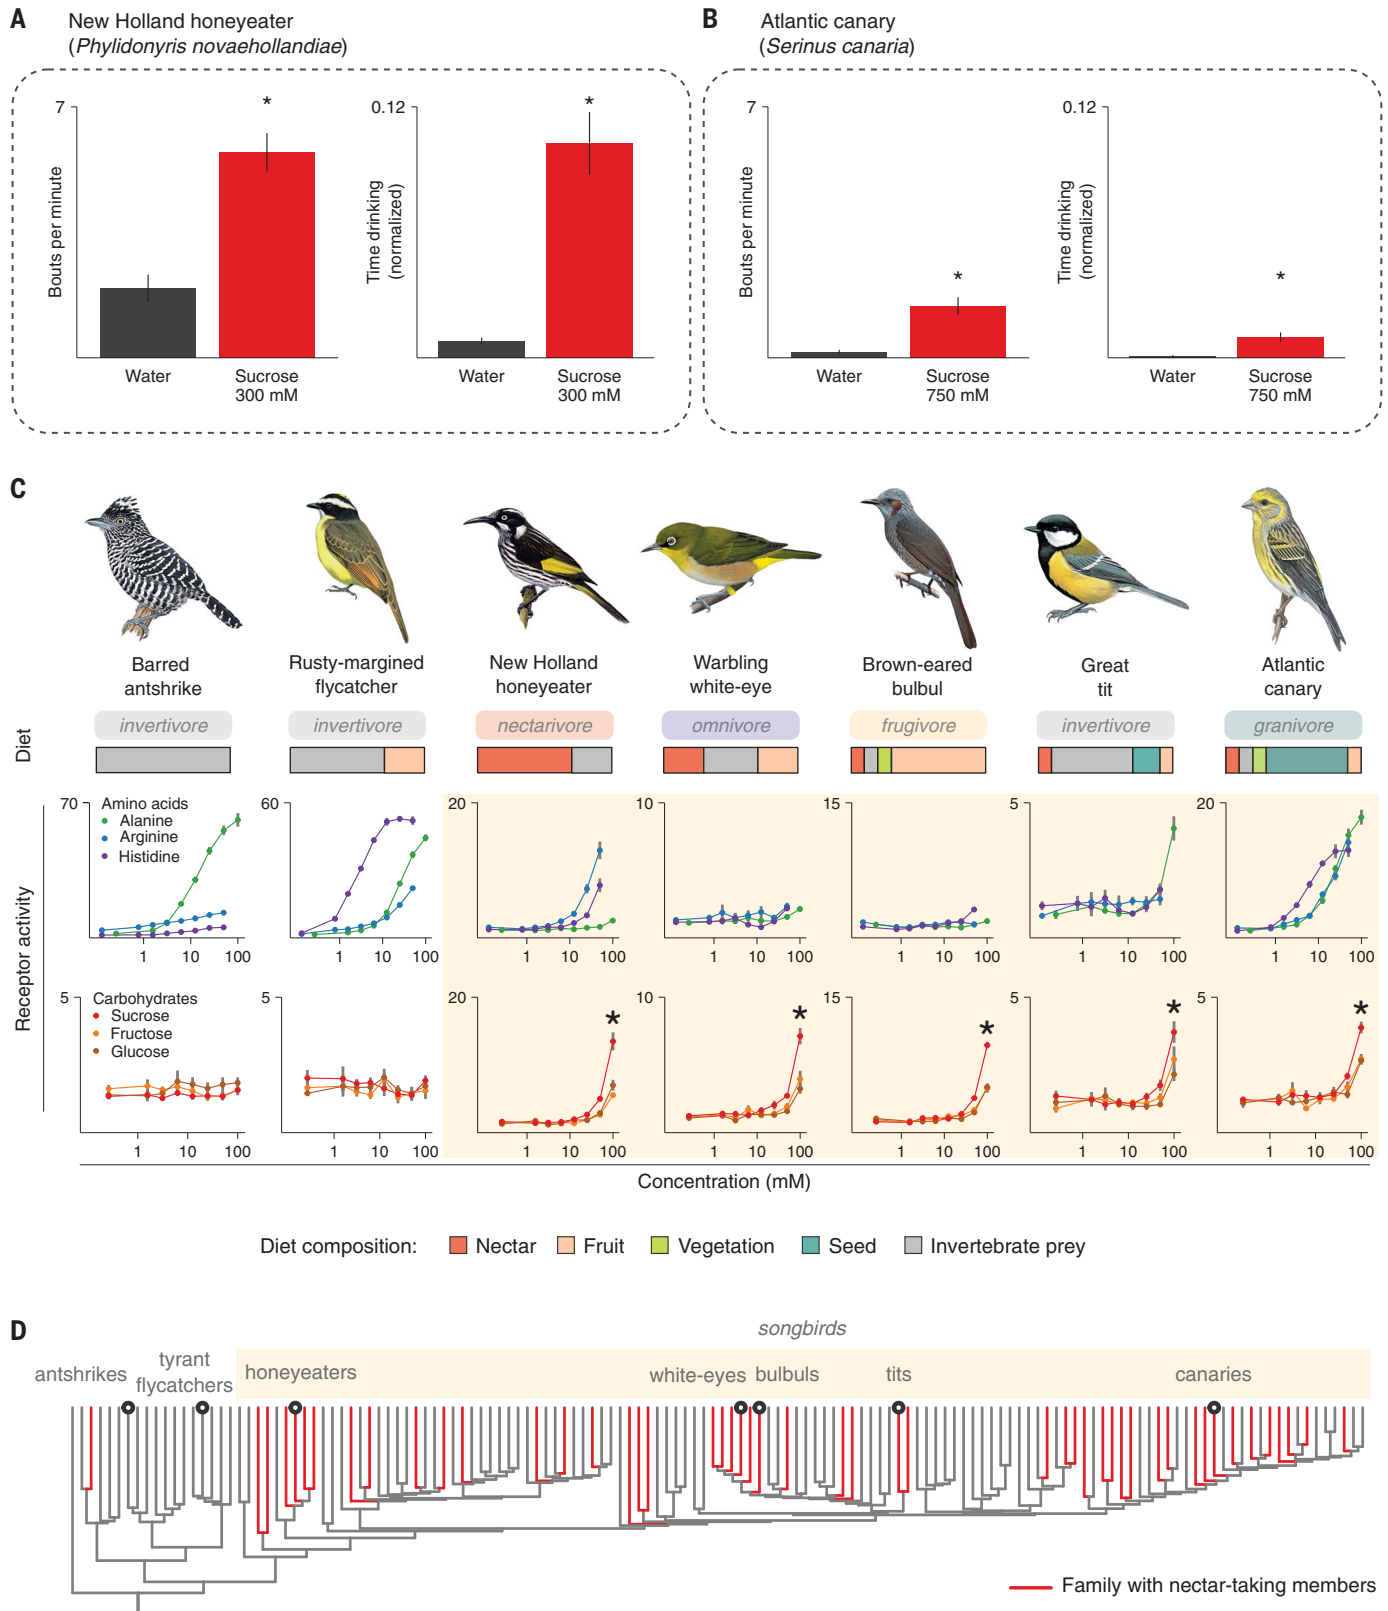 A
New Holland honeyeater
(Phylidonyris novaehollandiae)
7
Bouts per minute
*
Water
Sucrose
300 mM
0.12
Time drinking
(normalized)
*
Water
Sucrose
300 mM
B
Atlantic canary
(Serinus canaria)
7
Bouts per minute
*
Water
Sucrose
750 mM
0.12
Time drinking
(normalized)
*
Water
Sucrose
750 mM
C
Barred
antshrike
Rusty-margined
flycatcher
New Holland
honeyeater
Warbling
white-eye
Brown-eared
bulbul
Great
tit
Atlantic
canary
Diet
invertivore
invertivore
nectarivore
omnivore
frugivore
invertivore
granivore
Receptor activity
70
Amino acids
Alanine
Arginine
Histidine
1 10 100
60
1 10 100
20
1 10 100
10
1 10 100
15
1 10 100
5
1 10 100
20
1 10 100
5
Carbohydrates
Sucrose
Fructose
Glucose
1 10 100
5
1 10 100
20
*
1 10 100
10
*
1 10 100
15
*
1 10 100
5
*
1 10 100
5
*
1 10 100
Concentration (mM)
Diet composition:
Nectar
Fruit
Vegetation
Seed
Invertebrate prey
D
songbirds
antshrikes
tyrant
flycatchers
honeyeaters
white-eyes
bulbuls
tits
canaries
Family with nectar-taking members